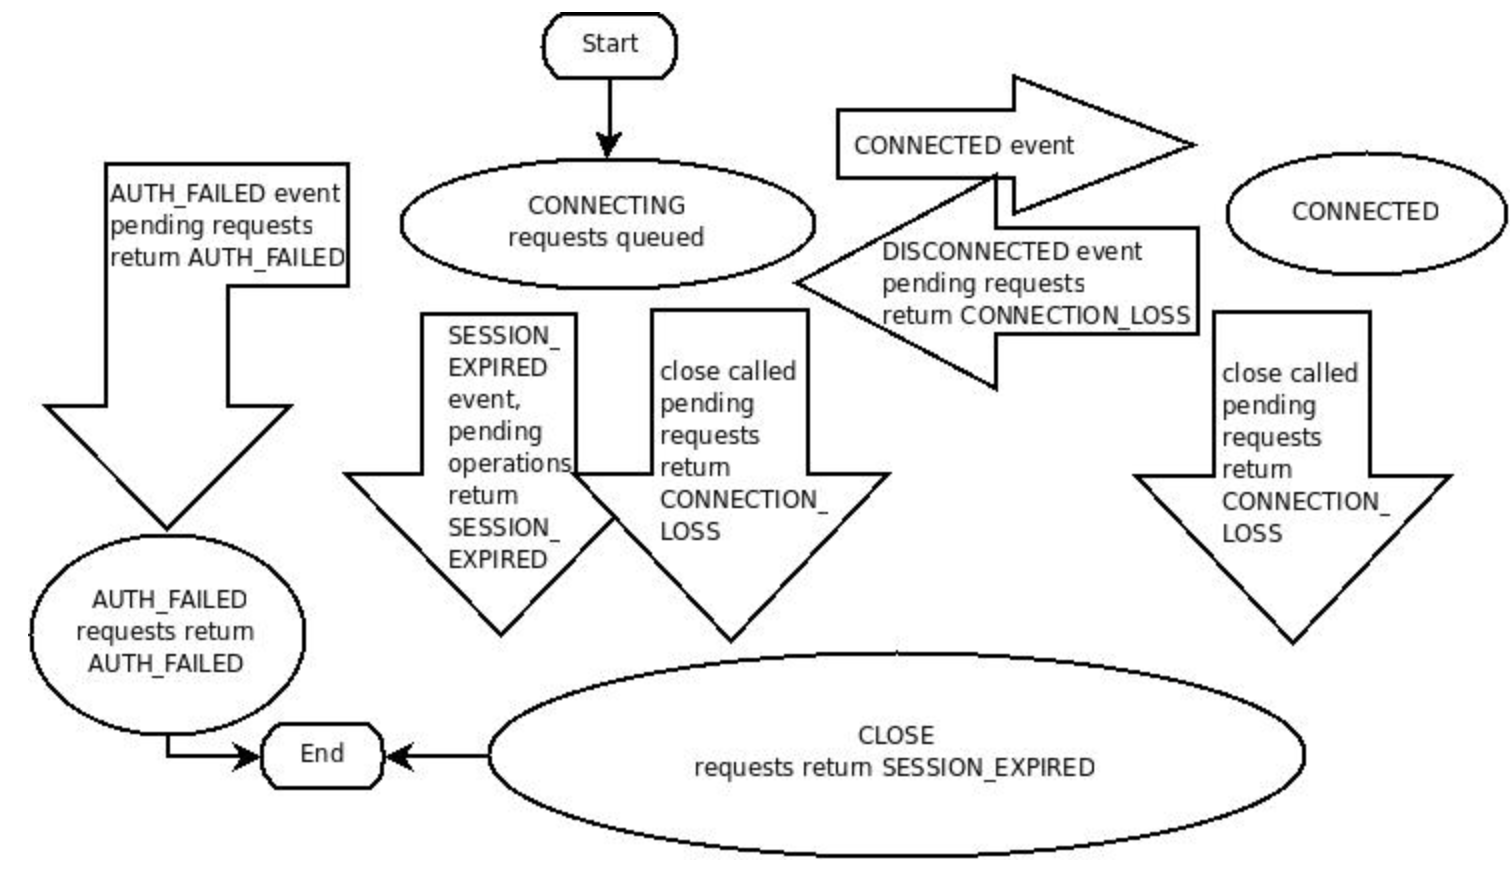 Start
CONNECTED event
AUTH_FAILED event
pending requests
return AUTH_FAILED
CONNECTING
requests queued
CONNECTED
DISCONNECTED event
pending requests
return CONNECTION_LOSS
SESSION_
EXPIRED
event,
pending
operations
return
SESSION_
EXPIRED
close called
pending
requests
return
CONNECTION_
LOSS
close called
pending
requests
return
CONNECTION_
LOSS
AUTH_FAILED
requests return
AUTH_FAILED
End
CLOSE
requests return SESSION_EXPIRED